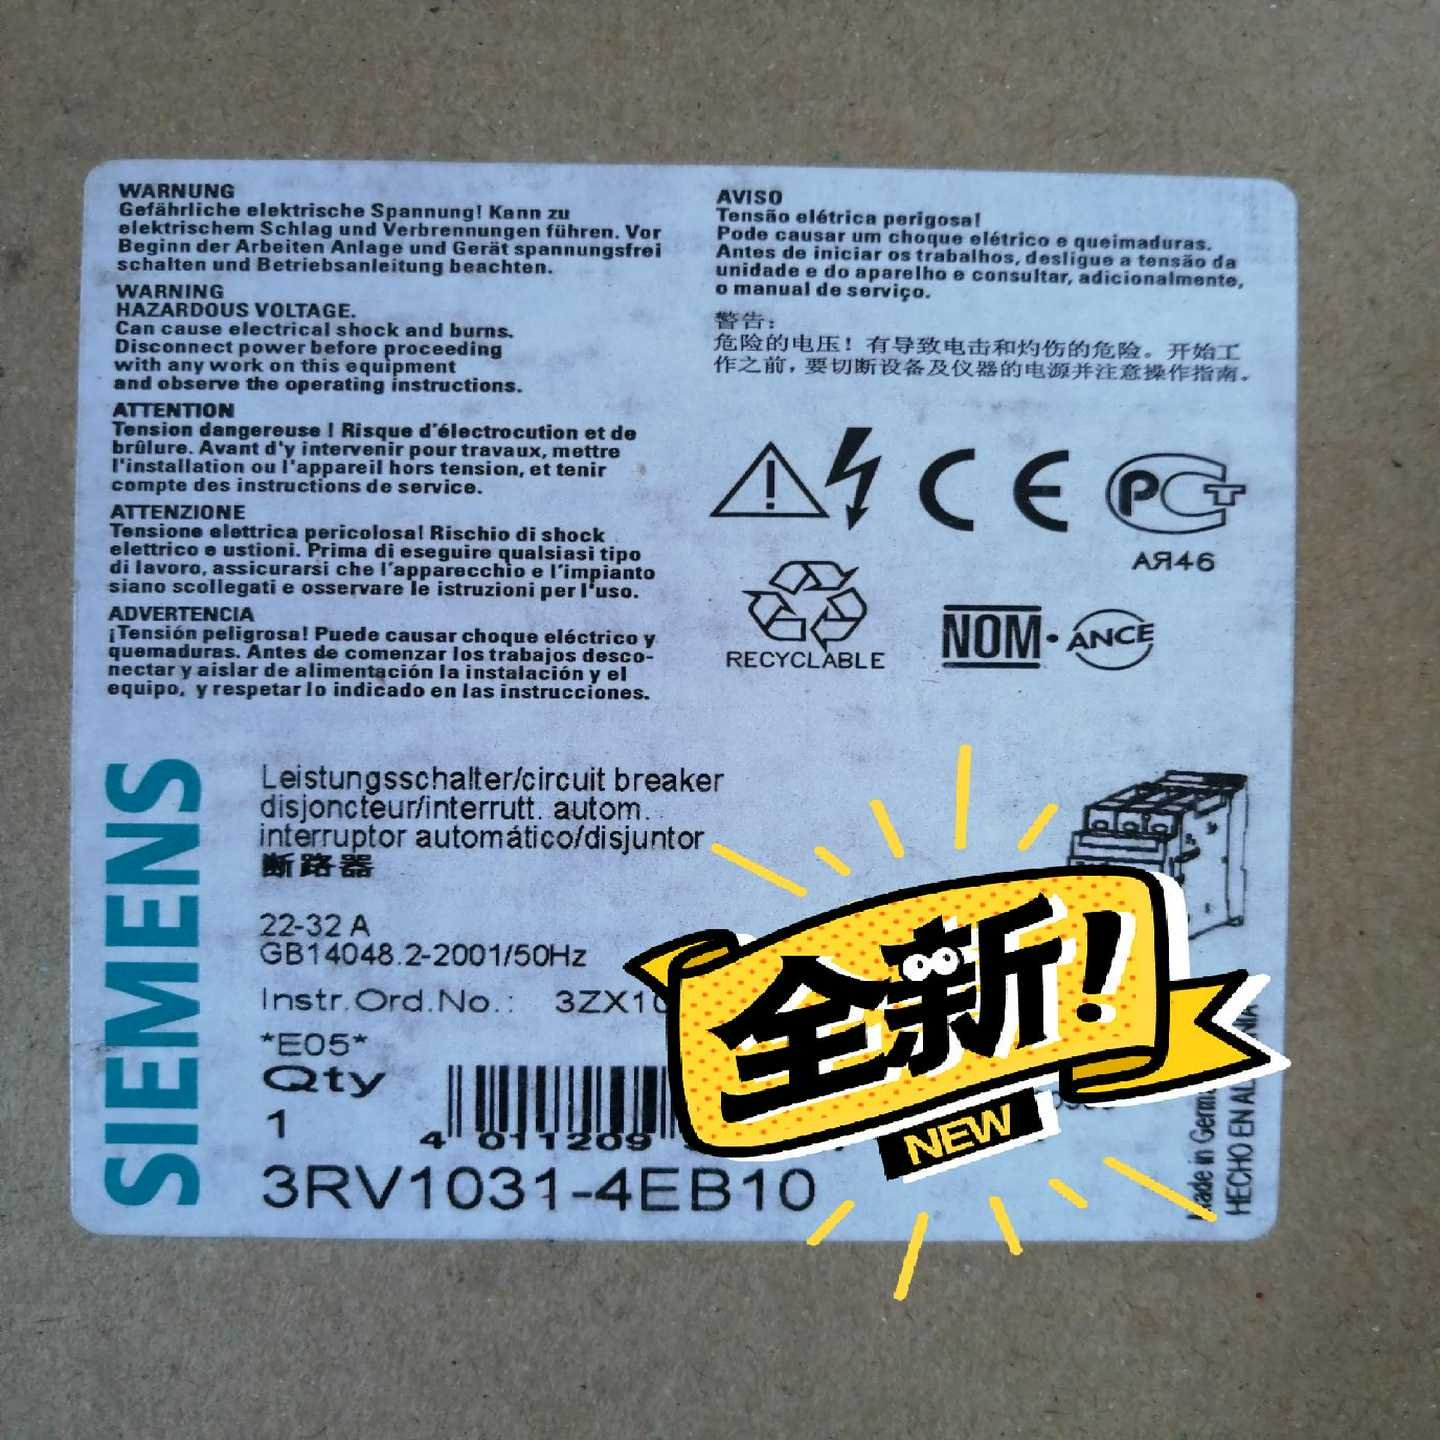 WARNUNG
Gefährliche elektrische Spannung! Kann zu
elektrischem Schlag und Verbrennungen führen. Vor
Beginn der Arbeiten Anlage und Gerät spannungsfrei
schalten und Betriebsanleitung beachten.
WARNING
HAZARDOUS VOLTAGE.
Can cause electrical shock and burns.
Disconnect power before proceeding
with any work on this equipment
and observe the operating instructions.
ATTENTION
Tension dangereuse ! Risque d'électrocution et de
brûlure. Avant d'y intervenir pour travaux, mettre
l'installation ou l'appareil hors tension, et tenir
compte des instructions de service.
ATTENZIONE
Tensione elettrica pericolosa! Rischio di shock
elettrico e ustioni. Prima di eseguire qualsiasi tipo
di lavoro, assicurarsi che l'apparecchio e l'impianto
siano scollegati e osservare le istruzioni per l'uso.
ADVERTENCIA
¡Tensión peligrosa! Puede causar choque eléctrico y
quemaduras. Antes de comenzar los trabajos desco-
nectar y aislar de alimentación la instalación y el
equipo, y respetar lo indicado en las instrucciones.
AVISO
Tensão elétrica perigosa!
Pode causar um choque elétrico e queimaduras.
Antes de iniciar os trabalhos, desligue a tensão da
unidade e do aparelho e consultar, adicionalmente,
o manual de serviço.
警告:
危险的电压！有导致电击和灼伤的危险。开始工
作之前，要切断设备及仪器的电源并注意操作指南。
CE
PCT
АЯ46
RECYCLABLE
NOM·ANCE
SIEMENS
Leistungsschalter/circuit breaker
disjoncteur/interrutt. autom.
interruptor automático/disjuntor
断路器
22-32 A
GB14048.2-2001/50Hz
Instr.Ord.No.: 3ZX10
*E05*
Qty
1
4 011209
3RV1031-4EB10
全新!
NEW
Made in Germ
HECHO EN AL